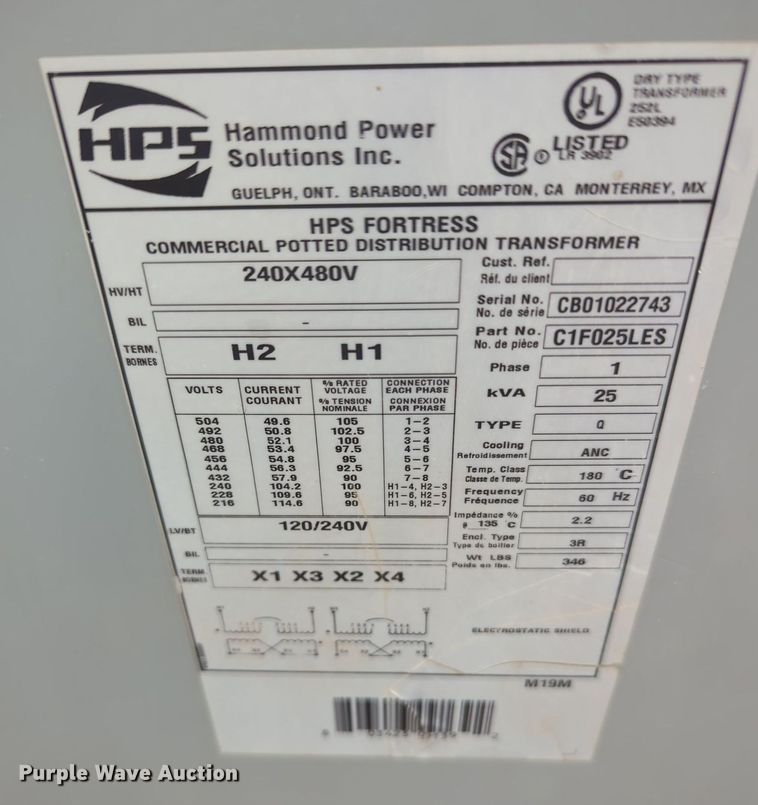 HPS
Hammond Power
Solutions Inc.
UL
SA
LISTED
LR 3902
DRY TYPE
TRANSFORMER
252L
E50394
GUELPH, ONT. BARABOO,WI COMPTON, CA MONTERREY, MX
HPS FORTRESS
COMMERCIAL POTTED DISTRIBUTION TRANSFORMER
HV/HT 240X480V
BIL -
TERM. BORNES H2 H1
VOLTS CURRENT COURANT % RATED VOLTAGE % TENSION NOMINALE CONNECTION EACH PHASE CONNEXION PAR PHASE
504 49.6 105 1-2
492 50.8 102.5 2-3
480 52.1 100 3-4
468 53.4 97.5 4-5
456 54.8 95 5-6
444 56.3 92.5 6-7
432 57.9 90 7-8
240 104.2 100 H1-4, H2-3
228 109.6 95 H1-6, H2-5
216 114.6 90 H1-8, H2-7
LV/BT 120/240V
BIL -
TERM. BORNES X1 X3 X2 X4
Cust. Ref.
Réf. du client
Serial No. CB01022743
No. de série
Part No. C1F025LES
No. de pièce
Phase 1
kVA 25
TYPE Q
Cooling ANC
Refroidissement
Temp. Class 180 C
Classe de Temp.
Frequency 60 Hz
Fréquence
Impédance % 2.2
@ 135 C
Encl. Type 3R
Type de boitier
Wt LBS 346
Poids en lbs.
ELECTROSTATIC SHIELD
M19M
Purple Wave Auction